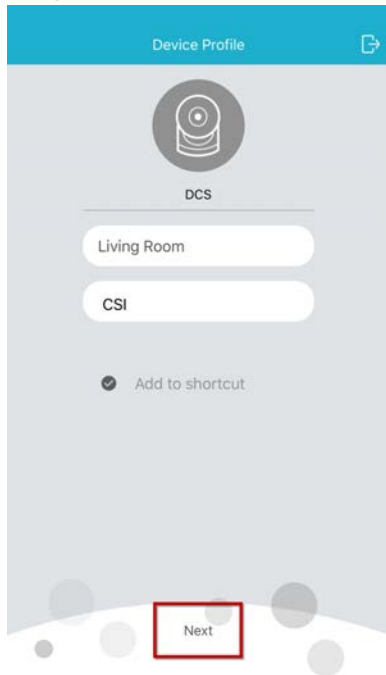 Device Profile
DCS
Living Room
CSI
Add to shortcut
Next